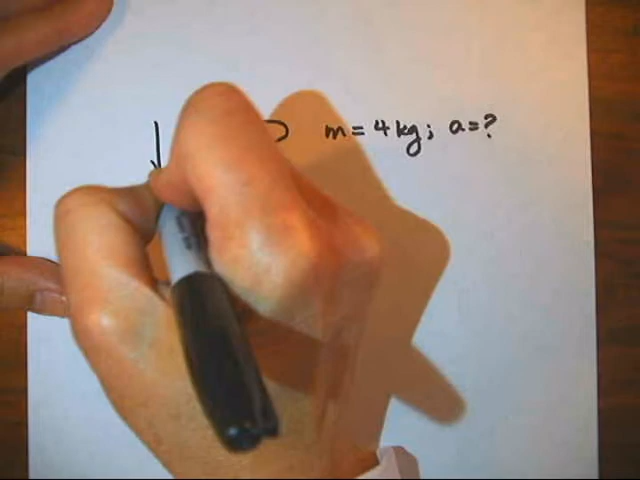 m = 4 kg; a = ?